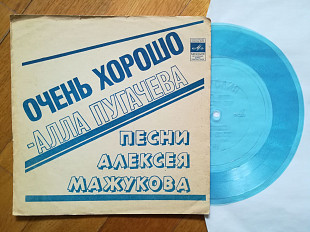 ОЧЕНЬ ХОРОШО
-АЛЛА ПУГАЧЕВА
ПЕСНИ
АЛЕКСЕЯ
МАЖУКОВА